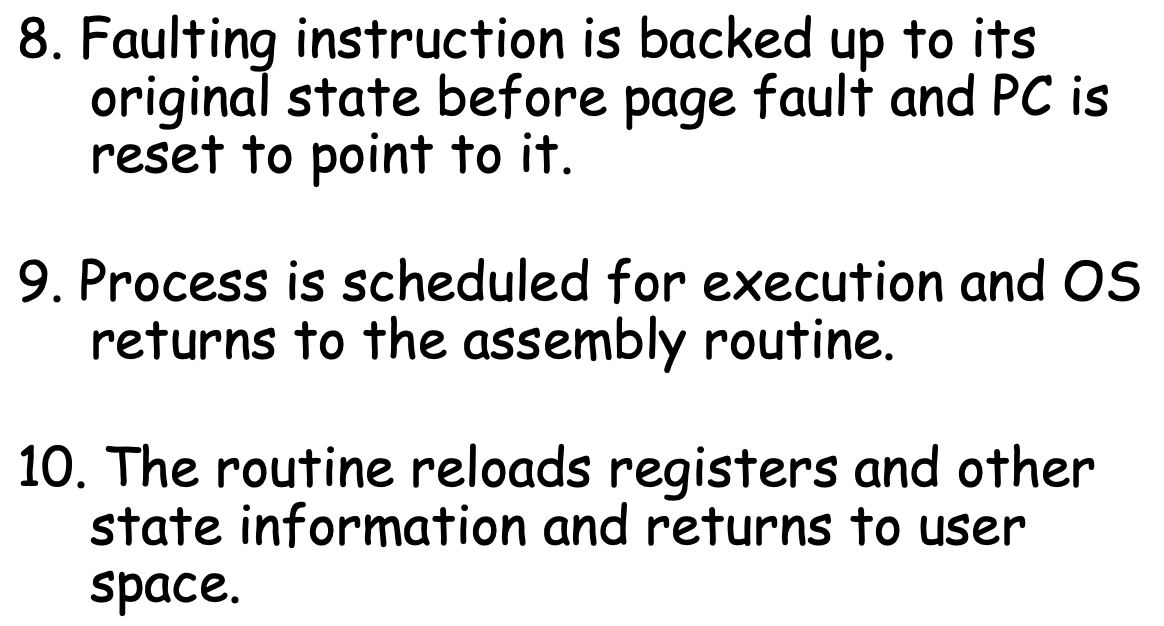 8. Faulting instruction is backed up to its
original state before page fault and PC is
reset to point to it.
9. Process is scheduled for execution and OS
returns to the assembly routine.
10. The routine reloads registers and other
state information and returns to user
space.